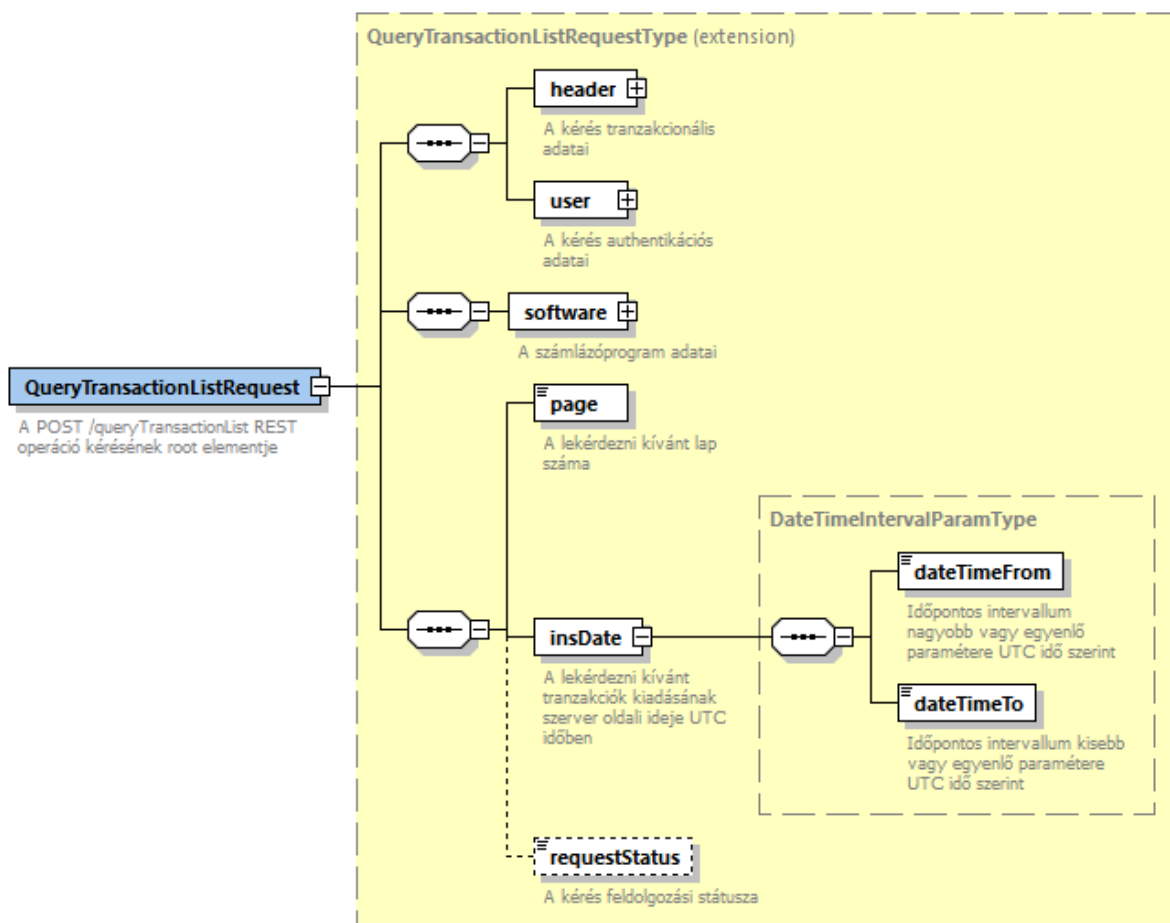 QueryTransactionListRequestType (extension)
header
A kérés tranzakcionális
adatai
user
A kérés authentikációs
adatai
software
A számlázóprogram adatai
QueryTransactionListRequest
A POST /queryTransactionList REST
operáció kérésének root elementje
page
A lekérdezni kívánt lap
száma
insDate
A lekérdezni kívánt
tranzakciók kiadásának
szerver oldali ideje UTC
időben
DateTimeIntervalParamType
dateTimeFrom
Időpontos intervallum
nagyobb vagy egyenlő
paramétere UTC idő szerint
dateTimeTo
Időpontos intervallum kisebb
vagy egyenlő paramétere
UTC idő szerint
requestStatus
A kérés feldolgozási státusza